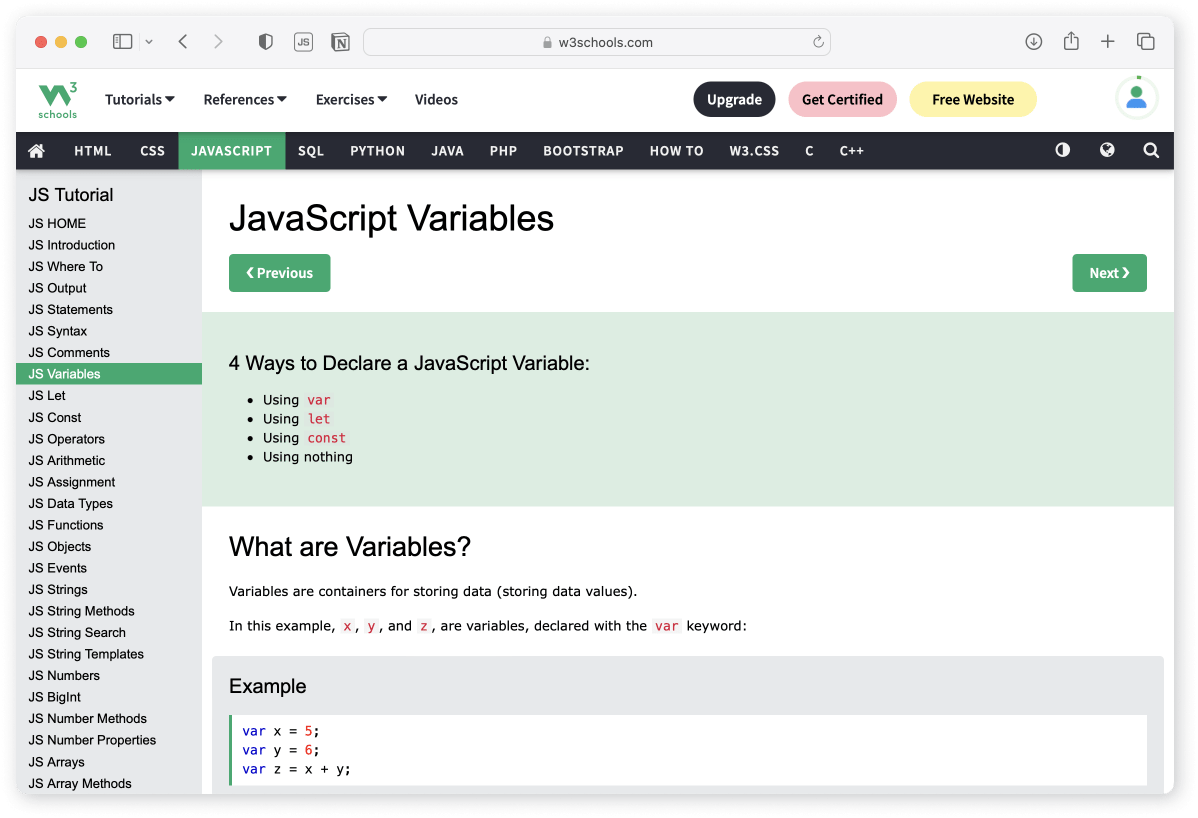 JS
N
w3schools.com
W3
schools
Tutorials
References
Exercises
Videos
Upgrade
Get Certified
Free Website
HTML
CSS
JAVASCRIPT
SQL
PYTHON
JAVA
PHP
BOOTSTRAP
HOW TO
W3.CSS
C
C++
JS Tutorial
JS HOME
JS Introduction
JS Where To
JS Output
JS Statements
JS Syntax
JS Comments
JS Variables
JS Let
JS Const
JS Operators
JS Arithmetic
JS Assignment
JS Data Types
JS Functions
JS Objects
JS Events
JS Strings
JS String Methods
JS String Search
JS String Templates
JS Numbers
JS BigInt
JS Number Methods
JS Number Properties
JS Arrays
JS Array Methods
JavaScript Variables
❮ Previous
Next ❯
4 Ways to Declare a JavaScript Variable:
• Using var
• Using let
• Using const
• Using nothing
What are Variables?
Variables are containers for storing data (storing data values).
In this example, x, y, and z, are variables, declared with the var keyword:
Example
var x = 5;
var y = 6;
var z = x + y;